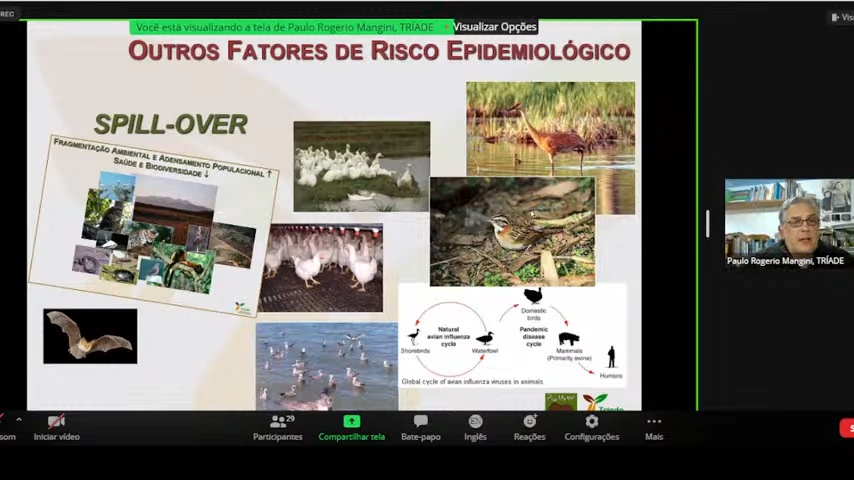 REC
Você está visualizando a tela de Paulo Rogerio Mangini, TRÍADE
Visualizar Opções
OUTROS FATORES DE RISCO EPIDEMIOLÓGICO
SPILL-OVER
FRAGMENTAÇÃO AMBIENTAL E ADENSAMENTO POPULACIONAL ↑
SAÚDE E BIODIVERSIDADE ↓
Paulo Rogerio Mangini, TRÍADE
Domestic
birds
Natural
avian influenza
cycle
Pandemic
disease
cycle
Shorebirds
Waterfowl
Mammals
(Primarily swine)
Humans
Global cycle of avian influenza viruses in animals
Tríade
29
som
Iniciar vídeo
Participantes
Compartilhar tela
Bate-papo
Inglês
Reações
Configurações
Mais